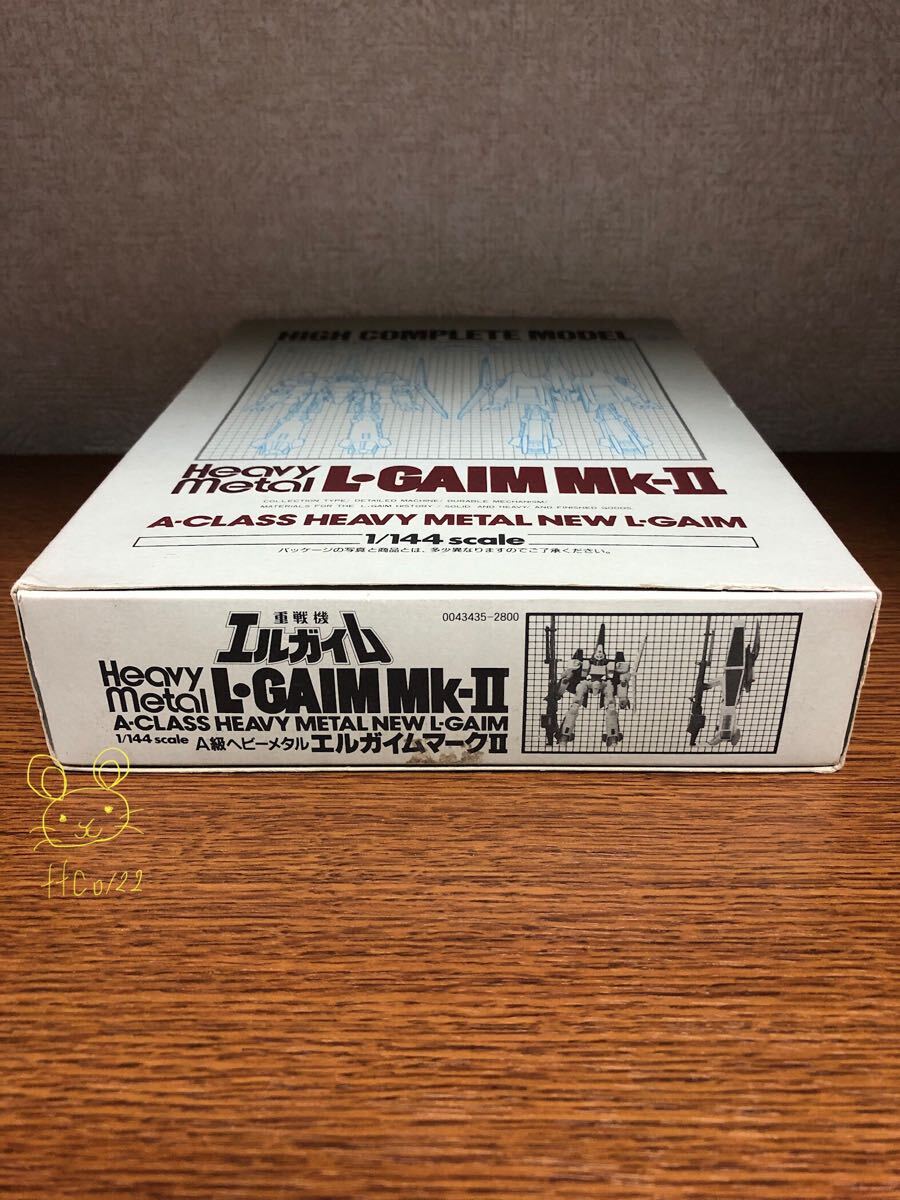 HIGH COMPLETE MODEL
Heavy
Metal L•GAIM Mk-II
COLLECTION TYPE/ DETAILED MACHINE/ DURABLE MECHANISM/
MATERIALS FOR THE L-GAIM HISTORY / SOLID AND HEAVY/ AND FINISHED GOODS.
A•CLASS HEAVY METAL NEW L•GAIM
1/144 scale
パッケージの写真と商品とは、多少異なりますのでご了承ください。
重戦機
エルガイム
0043435-2800
Heavy
Metal L•GAIM Mk-II
A•CLASS HEAVY METAL NEW L•GAIM
1/144 scale A級ヘビーメタル エルガイムマークII